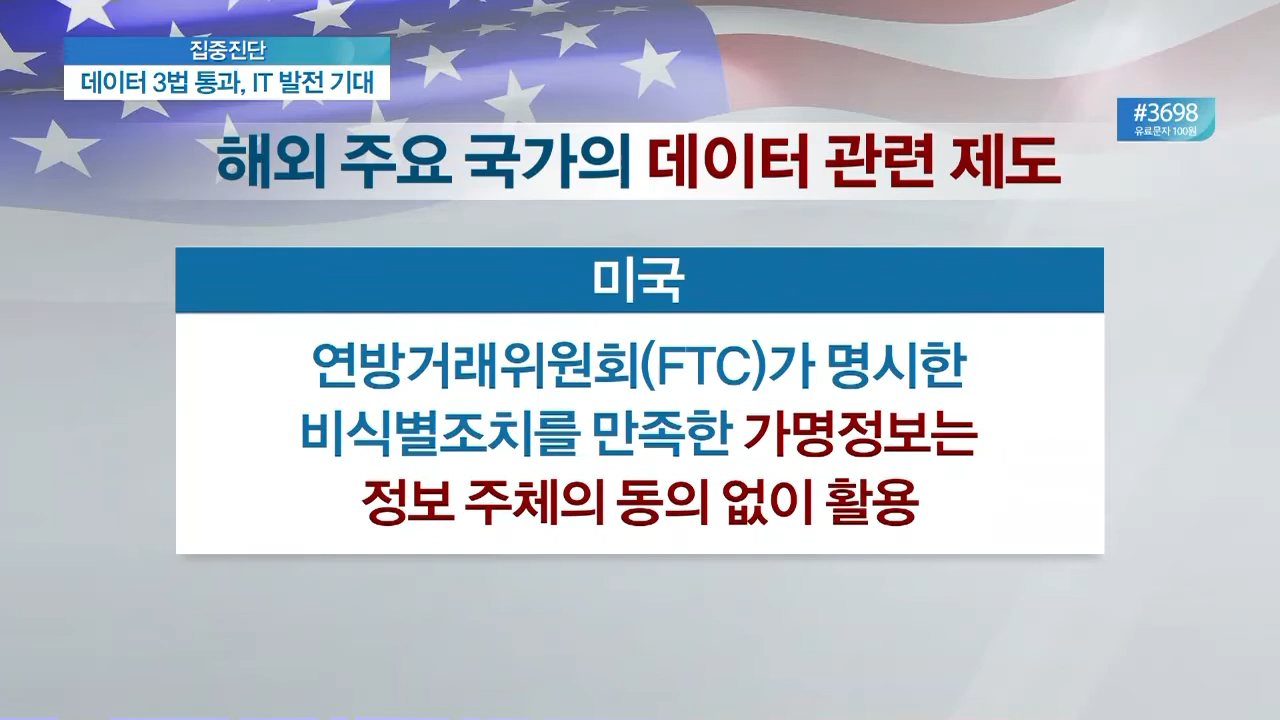 집중진단
데이터 3법 통과, IT 발전 기대
#3698
유료문자 100원
해외 주요 국가의 데이터 관련 제도
미국
연방거래위원회(FTC)가 명시한
비식별조치를 만족한 가명정보는
정보 주체의 동의 없이 활용